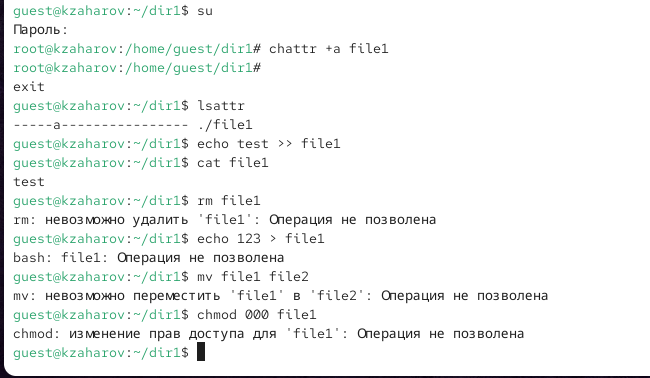 guest@kzaharov:~/dir1$ su
Пароль:
root@kzaharov:/home/guest/dir1# chattr +a file1
root@kzaharov:/home/guest/dir1#
exit
guest@kzaharov:~/dir1$ lsattr
-----a---------------- ./file1
guest@kzaharov:~/dir1$ echo test >> file1
guest@kzaharov:~/dir1$ cat file1
test
guest@kzaharov:~/dir1$ rm file1
rm: невозможно удалить 'file1': Операция не позволена
guest@kzaharov:~/dir1$ echo 123 > file1
bash: file1: Операция не позволена
guest@kzaharov:~/dir1$ mv file1 file2
mv: невозможно переместить 'file1' в 'file2': Операция не позволена
guest@kzaharov:~/dir1$ chmod 000 file1
chmod: изменение прав доступа для 'file1': Операция не позволена
guest@kzaharov:~/dir1$